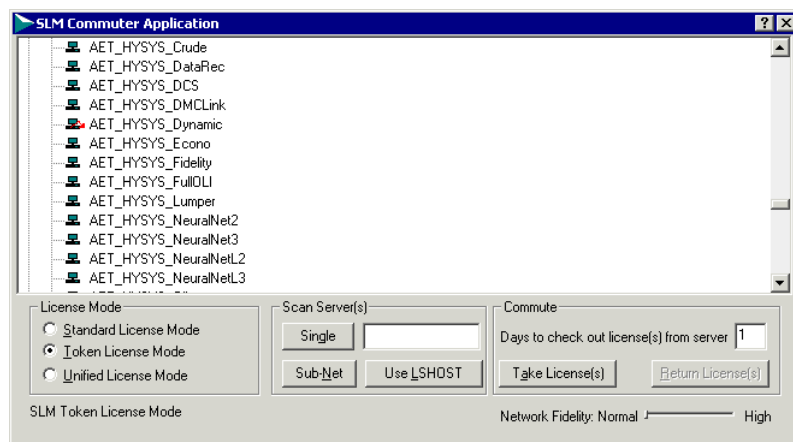 SLM Commuter Application
AET_HYSYS_Crude
AET_HYSYS_DataRec
AET_HYSYS_DCS
AET_HYSYS_DMCLink
AET_HYSYS_Dynamic
AET_HYSYS_Econo
AET_HYSYS_Fidelity
AET_HYSYS_FullOLI
AET_HYSYS_Lumper
AET_HYSYS_NeuralNet2
AET_HYSYS_NeuralNet3
AET_HYSYS_NeuralNetL2
AET_HYSYS_NeuralNetL3
License Mode
Standard License Mode
Token License Mode
Unified License Mode
Scan Server(s)
Single
Sub-Net Use LSHOST
Commute
Days to check out license(s) from server 1
Take License(s) Return License(s)
SLM Token License Mode
Network Fidelity: Normal High